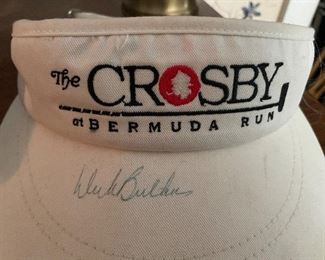 The CROSBY
at BERMUDA RUN